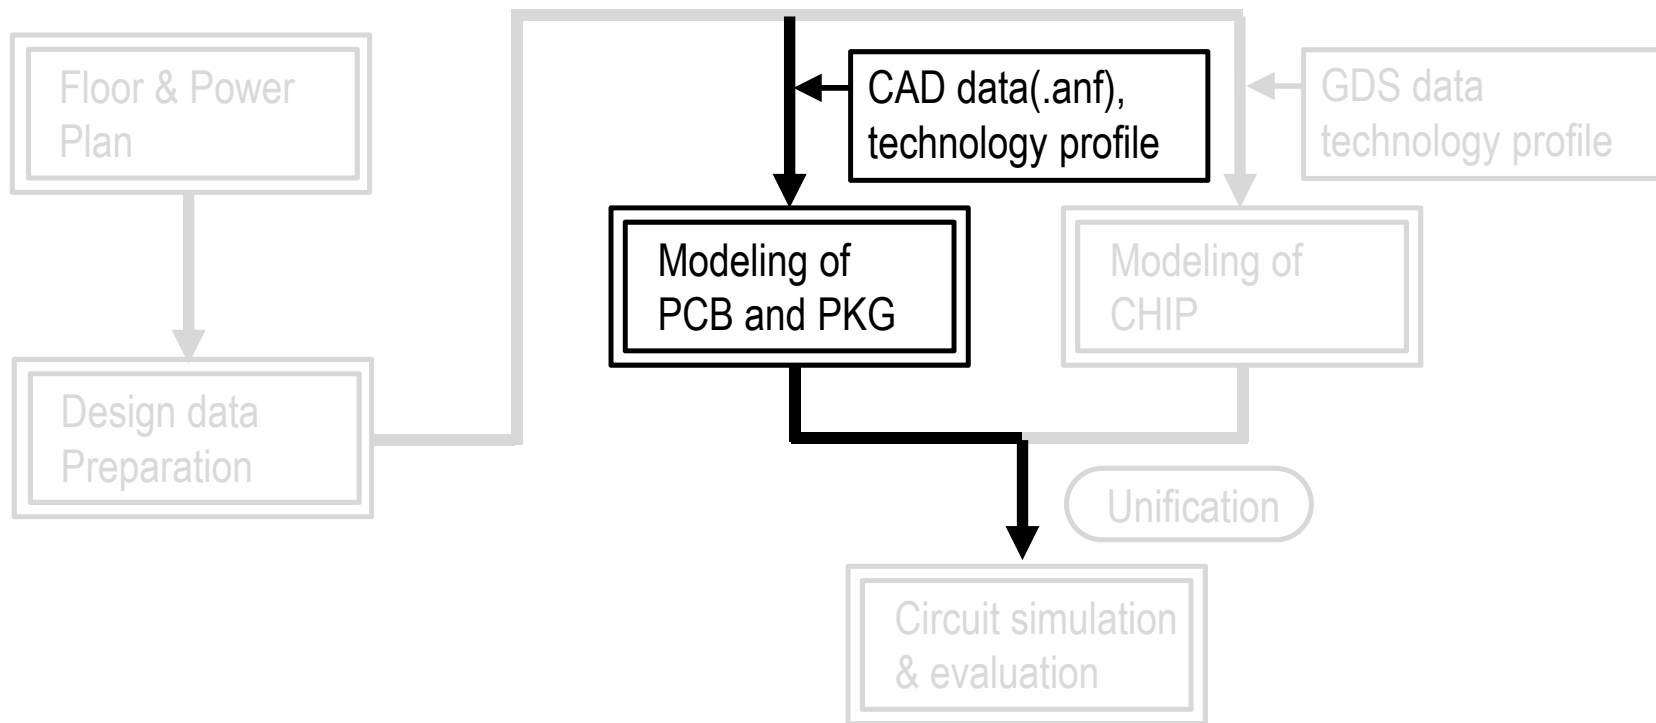 Floor & Power
Plan
CAD data(.anf),
technology profile
GDS data
technology profile
Modeling of
PCB and PKG
Modeling of
CHIP
Design data
Preparation
Unification
Circuit simulation
& evaluation